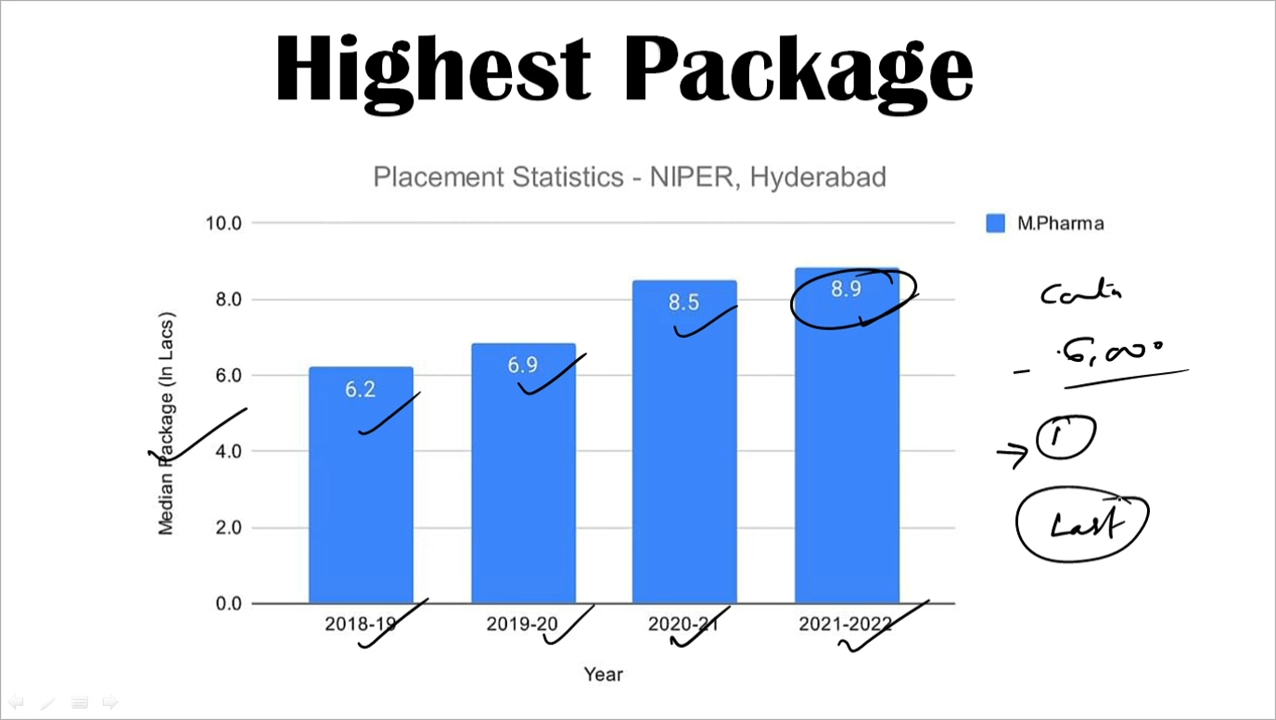 Highest Package
Placement Statistics - NIPER, Hyderabad
10.0
8.0
6.0
4.0
2.0
0.0
Median Package (In Lacs)
6.2
6.9
8.5
8.9
2018-19
2019-20
2020-21
2021-2022
Year
M.Pharma
Last